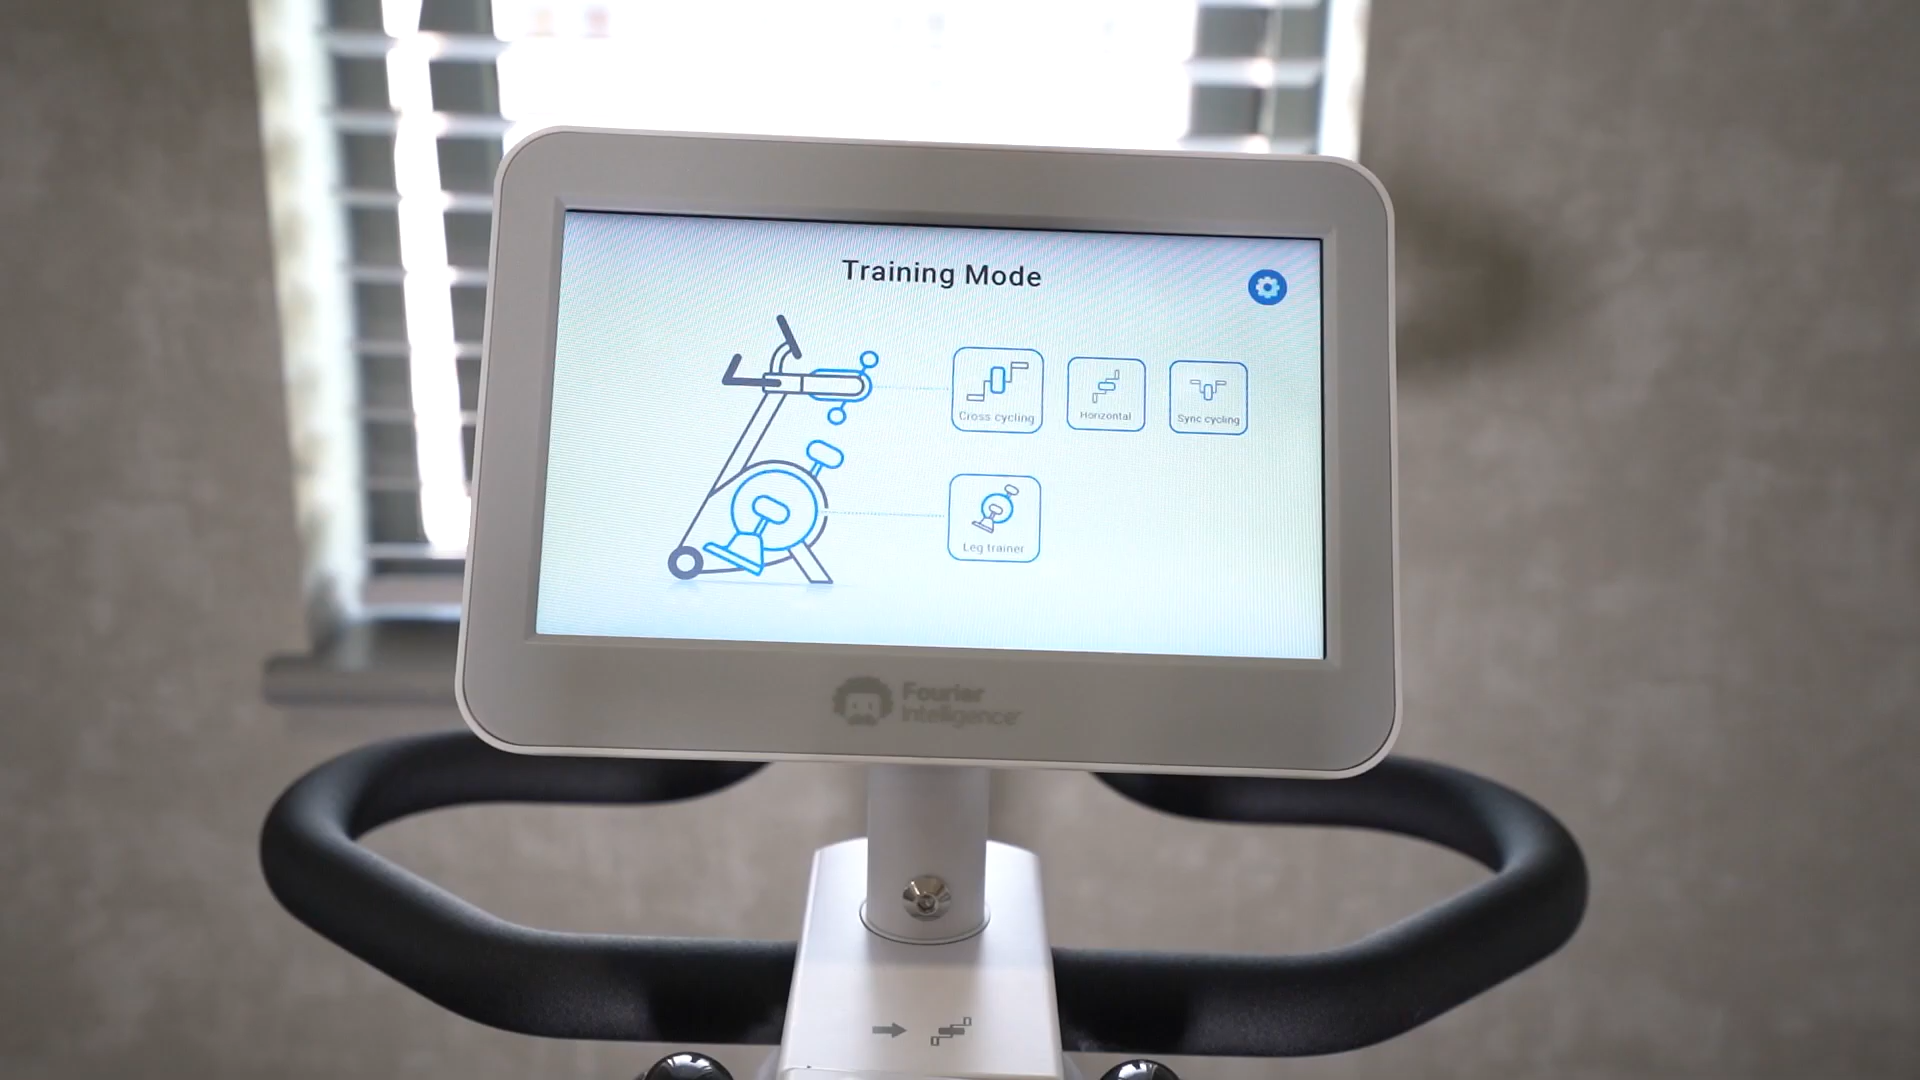 Training Mode
Cross cycling
Horizontal
Sync cycling
Leg trainer
Fourier
Intelligence